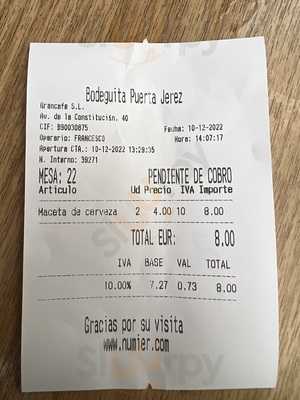 Bodeguita Puerta Jerez
Arancafe S.L.
Av. de la Constitución, 40
CIF: B90030875 Fecha: 10-12-2022
Operario: FRANCESCO Hora: 14:07:17
Apertura CTA.: 10-12-2022 13:29:35
N. Interno: 39271
MESA: 22 PENDIENTE DE COBRO
Artículo Ud Precio IVA Importe
Maceta de cerveza 2 4.00 10 8.00
TOTAL EUR: 8.00
IVA BASE VAL TOTAL
10.00% 7.27 0.73 8.00
Gracias por su visita
www.numier.com